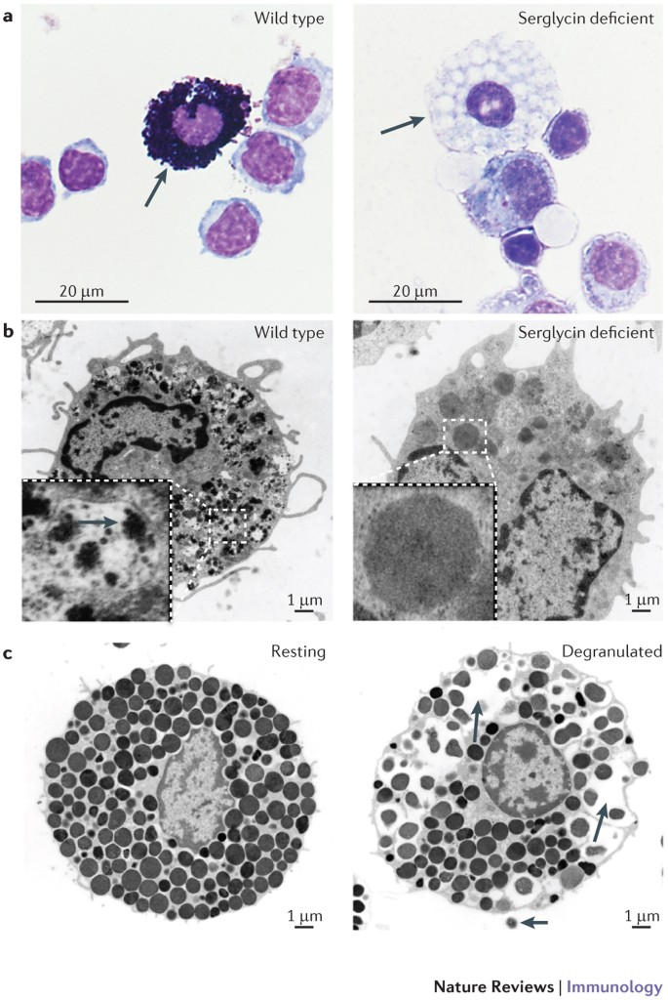 a
Wild type
Serglycin deficient
20 μm
20 μm
b
Wild type
Serglycin deficient
1 μm
1 μm
c
Resting
Degranulated
1 μm
1 μm
Nature Reviews | Immunology